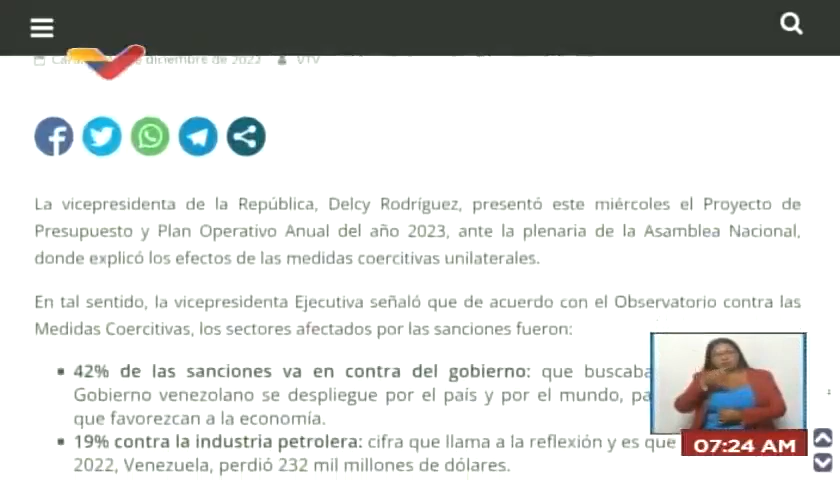 diciembre de 2022 VTV
La vicepresidenta de la República, Delcy Rodríguez, presentó este miércoles el Proyecto de
Presupuesto y Plan Operativo Anual del año 2023, ante la plenaria de la Asamblea Nacional,
donde explicó los efectos de las medidas coercitivas unilaterales.
En tal sentido, la vicepresidenta Ejecutiva señaló que de acuerdo con el Observatorio contra las
Medidas Coercitivas, los sectores afectados por las sanciones fueron:
42% de las sanciones va en contra del gobierno: que buscaba
Gobierno venezolano se despliegue por el país y por el mundo, pa
que favorezcan a la economía.
19% contra la industria petrolera: cifra que llama a la reflexión y es que
2022, Venezuela, perdió 232 mil millones de dólares.
07:24 AM